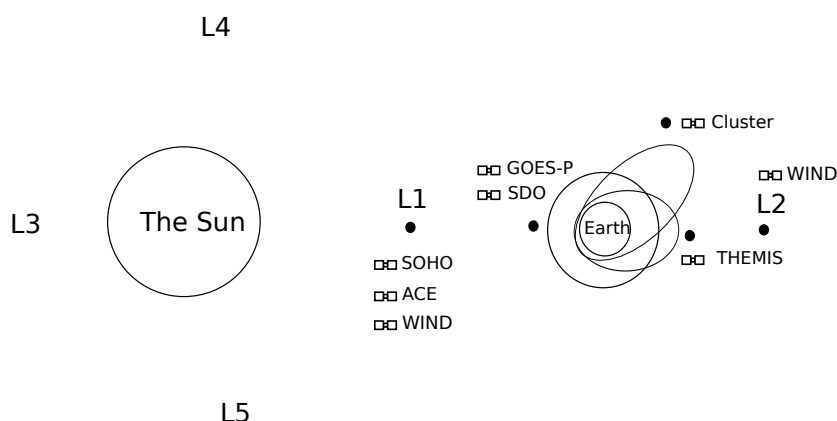 L4
Cluster
GOES-P
WIND
SDO
L1
L2
L3
The Sun
Earth
SOHO
THEMIS
ACE
WIND
L5